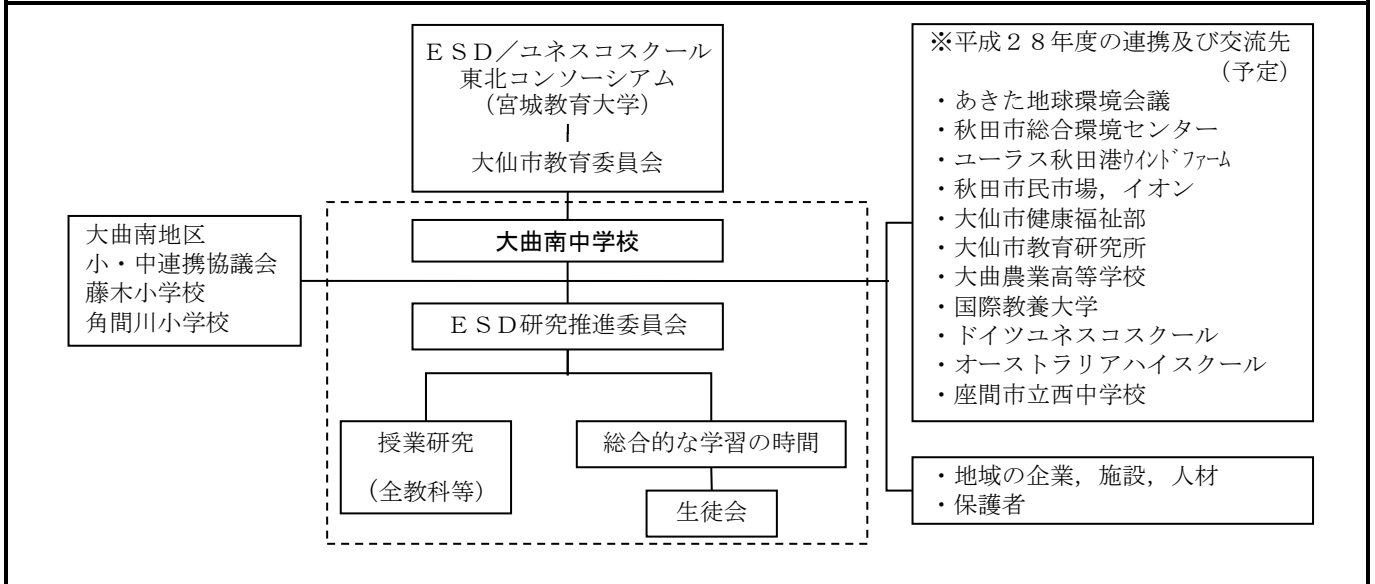 ＥＳＤ／ユネスコスクール
東北コンソーシアム
（宮城教育大学）
大仙市教育委員会
大曲南中学校
大曲南地区
小・中連携協議会
藤木小学校
角間川小学校
ＥＳＤ研究推進委員会
授業研究
（全教科等）
総合的な学習の時間
生徒会
※平成２８年度の連携及び交流先
（予定）
・あきた地球環境会議
・秋田市総合環境センター
・ユーラス秋田港ｳｲﾝﾄﾞﾌｧｰﾑ
・秋田市民市場，イオン
・大仙市健康福祉部
・大仙市教育研究所
・大曲農業高等学校
・国際教養大学
・ドイツユネスコスクール
・オーストラリアハイスクール
・座間市立西中学校
・地域の企業，施設，人材
・保護者